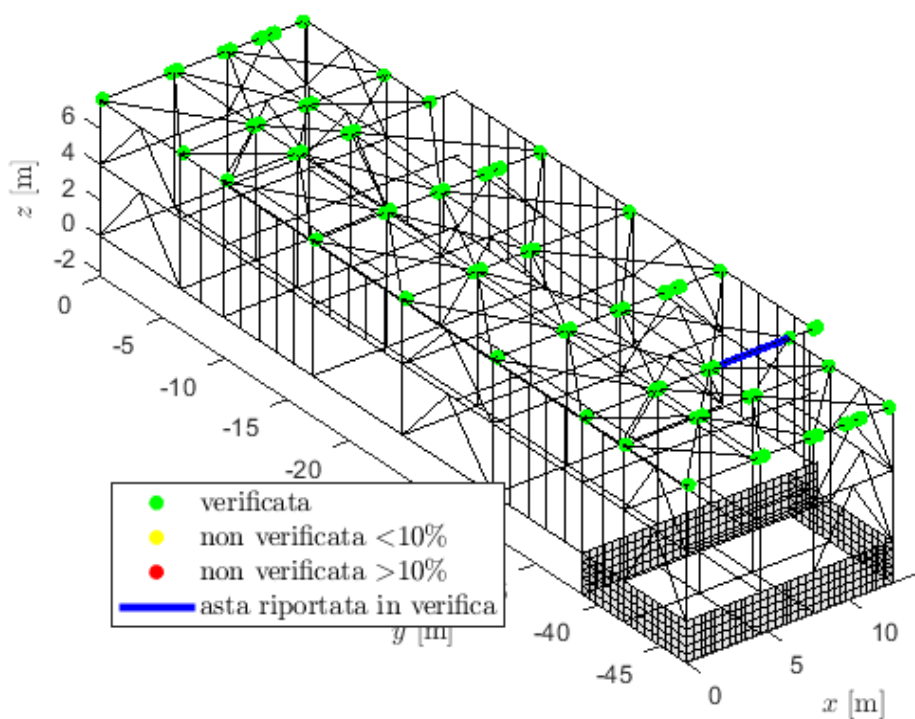 6
4
2
0
-2
z [m]
0
-5
-10
-15
-20
-40
-45
y [m]
0
5
10
x [m]
verificata
non verificata <10%
non verificata >10%
asta riportata in verifica